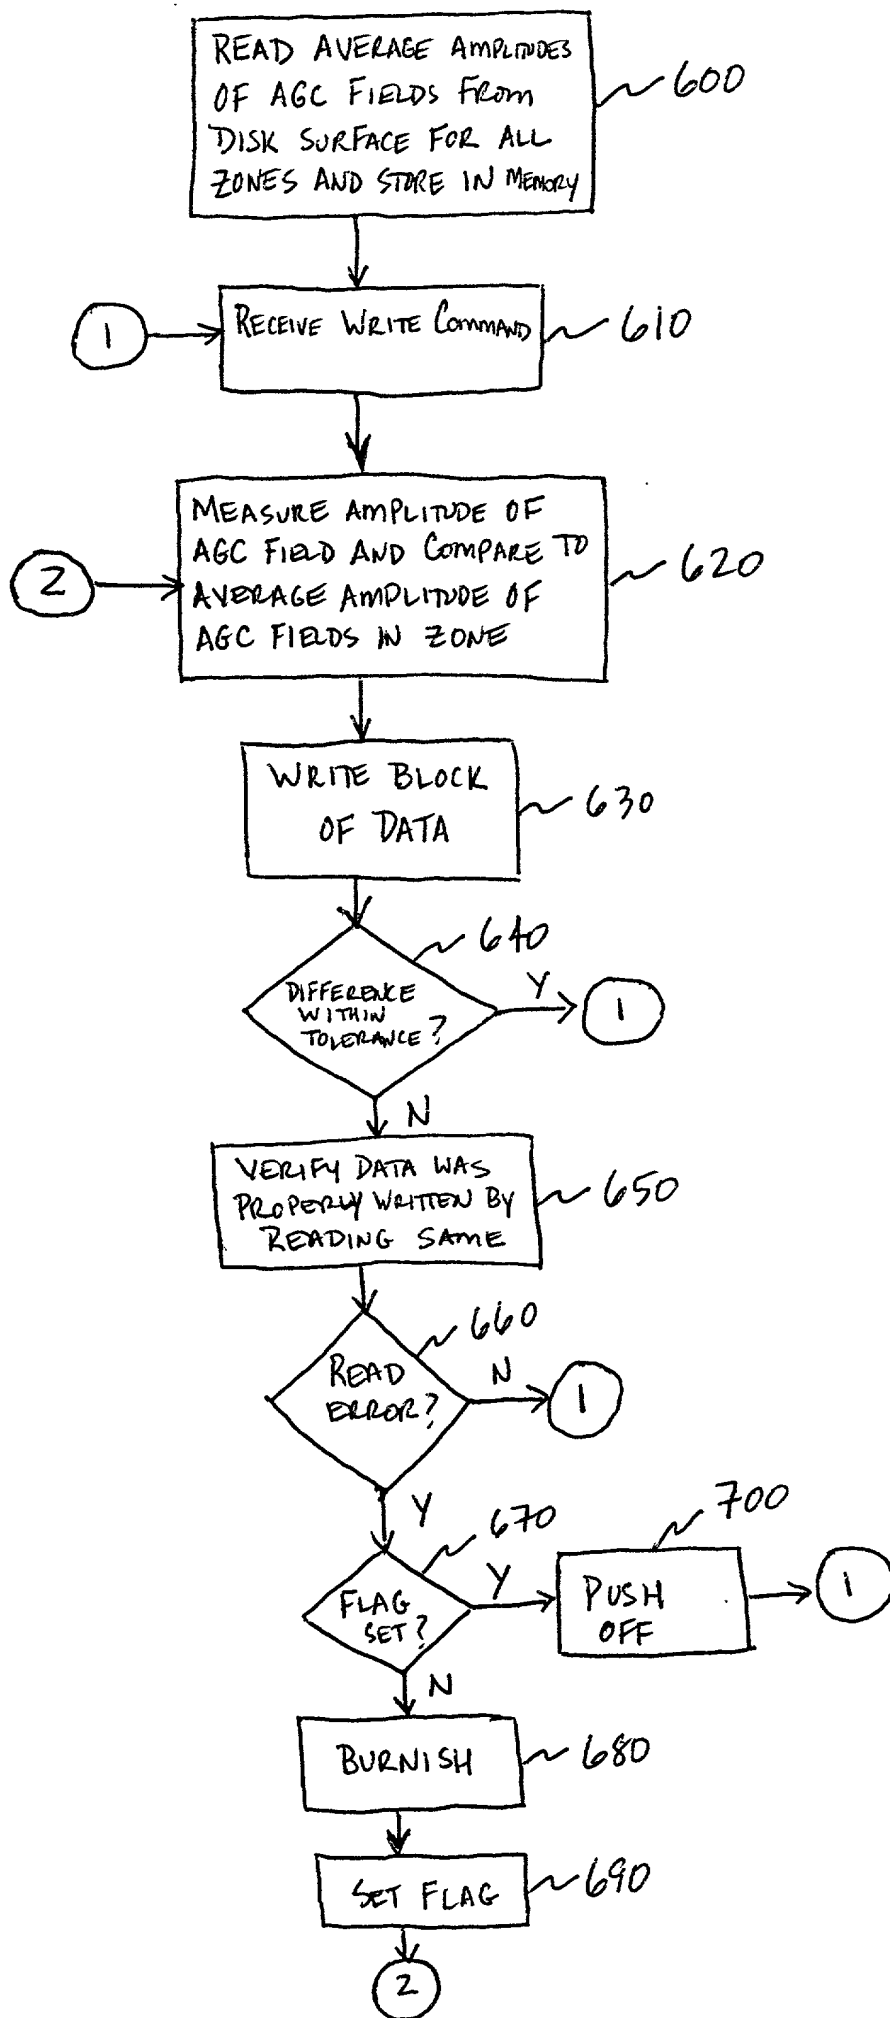 READ AVERAGE AMPLITUDES
OF AGC FIELDS FROM
DISK SURFACE FOR ALL
ZONES AND STORE IN MEMORY
600
1
RECEIVE WRITE COMMAND
610
MEASURE AMPLITUDE OF
AGC FIELD AND COMPARE TO
AVERAGE AMPLITUDE OF
AGC FIELDS IN ZONE
620
2
WRITE BLOCK
OF DATA
630
640
DIFFERENCE
WITHIN
TOLERANCE?
Y
1
N
VERIFY DATA WAS
PROPERLY WRITTEN BY
READING SAME
650
660
READ
ERROR?
N
1
Y
670
FLAG
SET?
Y
700
PUSH
OFF
1
N
BURNISH
680
SET FLAG
690
2